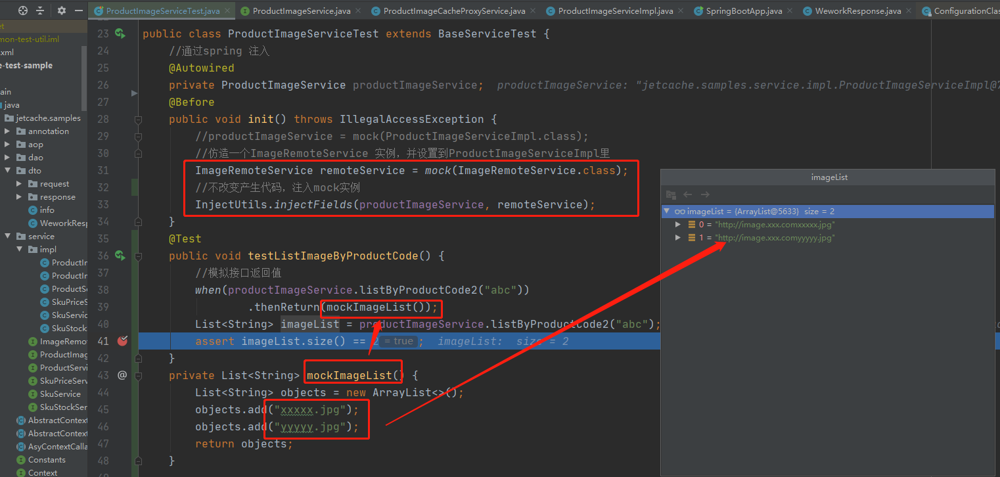 ProductImageServiceTest.java
ProductImageService.java
ProductImageCacheProxyService.java
ProductImageServiceImpl.java
SpringBootApp.java
WeworkResponse.java
ConfigurationClas
et
mon-test-util.iml
.xml
e-test-sample
ain
java
jetcache.samples
annotation
aop
dao
dto
request
response
info
WeworkResp
service
impl
ProductIr
ProductIr
ProductSe
SkuPriceS
SkuServic
SkuStock
ImageRemo
ProductImag
ProductServi
SkuPriceServ
SkuService
SkuStockSer
AbstractContext
AbstractContext
AsyContextCalla
Constants
Context
23 public class ProductImageServiceTest extends BaseServiceTest {
24 //通过spring 注入
25 @Autowired
26 private ProductImageService productImageService; productImageService: "jetcache.samples.service.impl.ProductImageServiceImpl@7
27 @Before
28 public void init() throws IllegalAccessException {
29 //productImageService = mock(ProductImageServiceImpl.class);
30 //仿造一个ImageRemoteService 实例，并设置到ProductImageServiceImpl里
31 ImageRemoteService remoteService = mock(ImageRemoteService.class);
32 //不改变产生代码，注入mock实例
33 InjectUtils.injectFields(productImageService, remoteService);
34 }
35 @Test
36 public void testListImageByProductCode() {
37 //模拟接口返回值
38 when(productImageService.listByProductCode2("abc"))
39 .thenReturn(mockImageList());
40 List<String> imageList = productImageService.listByProductCode2("abc");
41 assert imageList.size() == 2 = true ; imageList: size = 2
42 }
43 @ private List<String> mockImageList() {
44 List<String> objects = new ArrayList<>();
45 objects.add("xxxxx.jpg");
46 objects.add("yyyyy.jpg");
47 return objects;
48 }
imageList
imageList = {ArrayList@5633} size = 2
0 = "http://image.xxx.comxxxxx.jpg"
1 = "http://image.xxx.comyyyyy.jpg"